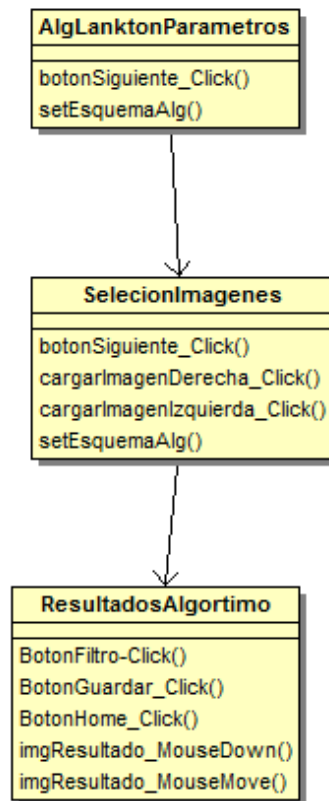 AlgLanktonParametros
botonSiguiente_Click()
setEsquemaAlg()
SelecionImagenes
botonSiguiente_Click()
cargarImagenDerecha_Click()
cargarImagenIzquierda_Click()
setEsquemaAlg()
ResultadosAlgortimo
BotonFiltro-Click()
BotonGuardar_Click()
BotonHome_Click()
imgResultado_MouseDown()
imgResultado_MouseMove()